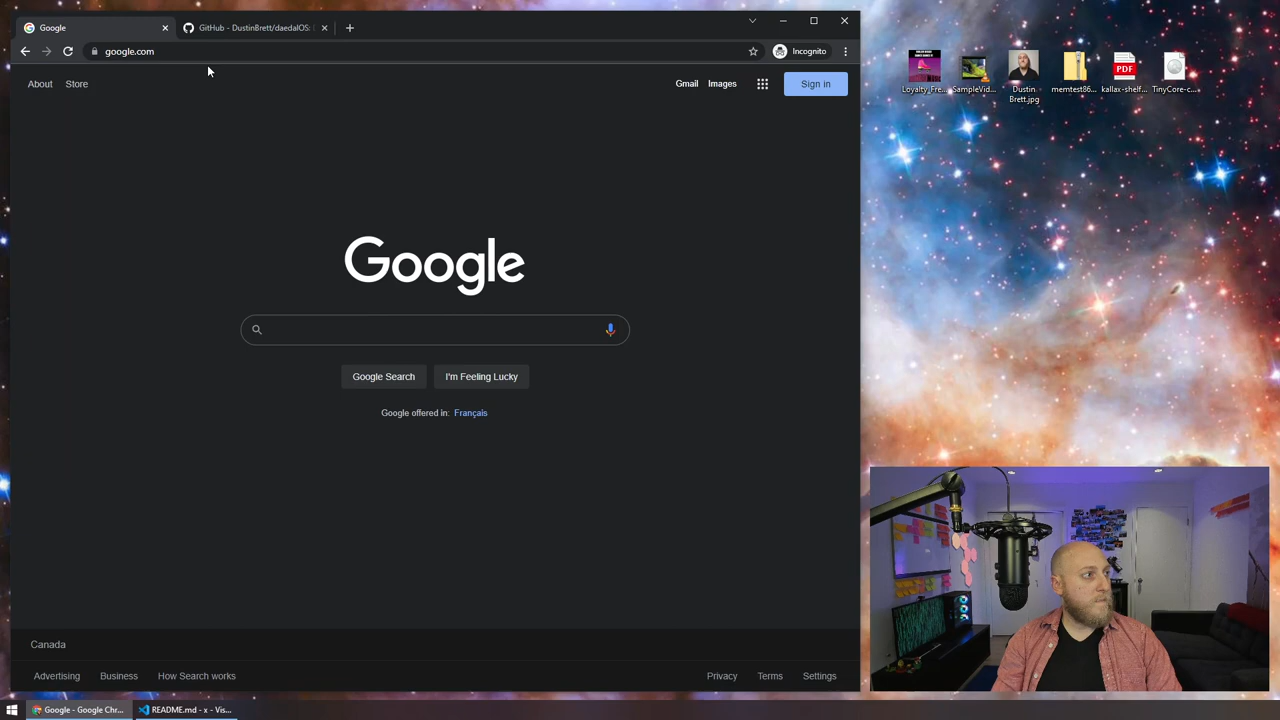 Google
GitHub - DustinBrett/daedalOS:
google.com
Incognito
About
Store
Gmail
Images
Sign in
Google
Google Search
I'm Feeling Lucky
Google offered in: Français
Canada
Advertising
Business
How Search works
Privacy
Terms
Settings
Loyalty_Fre...
SampleVid...
Dustin
Brett.jpg
memtest86...
PDF
kallax-shelf...
TinyCore-c...
Google - Google Chr...
README.md - x - Vis...